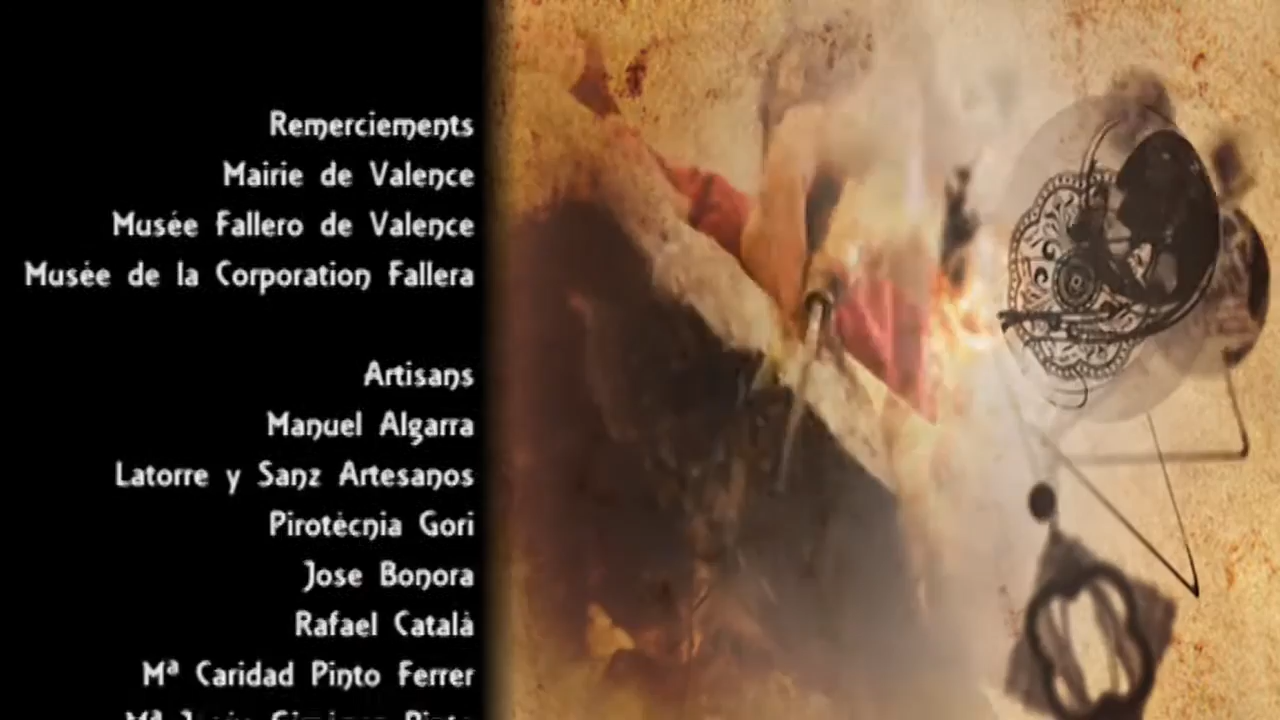 Remerciements
Mairie de Valence
Musée Fallero de Valence
Musée de la Corporation Fallera
Artisans
Manuel Algarra
Latorre y Sanz Artesanos
Pirotècnia Gori
Jose Bonora
Rafael Català
Mª Caridad Pinto Ferrer